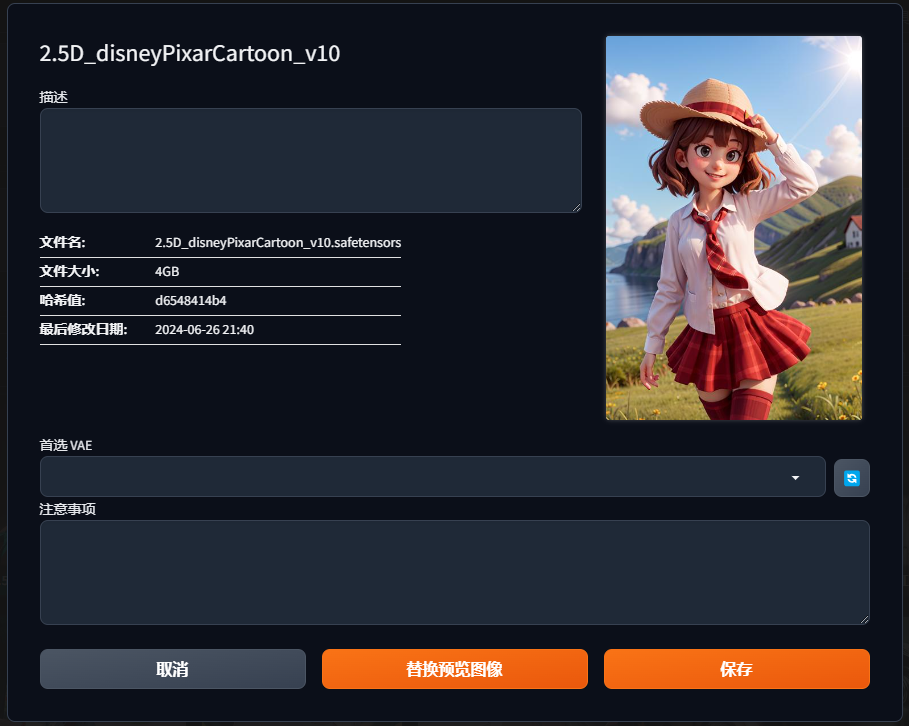 2.5D_disneyPixarCartoon_v10
描述
文件名: 2.5D_disneyPixarCartoon_v10.safetensors
文件大小: 4GB
哈希值: d6548414b4
最后修改日期: 2024-06-26 21:40
首选 VAE
注意事项
取消 替换预览图像 保存